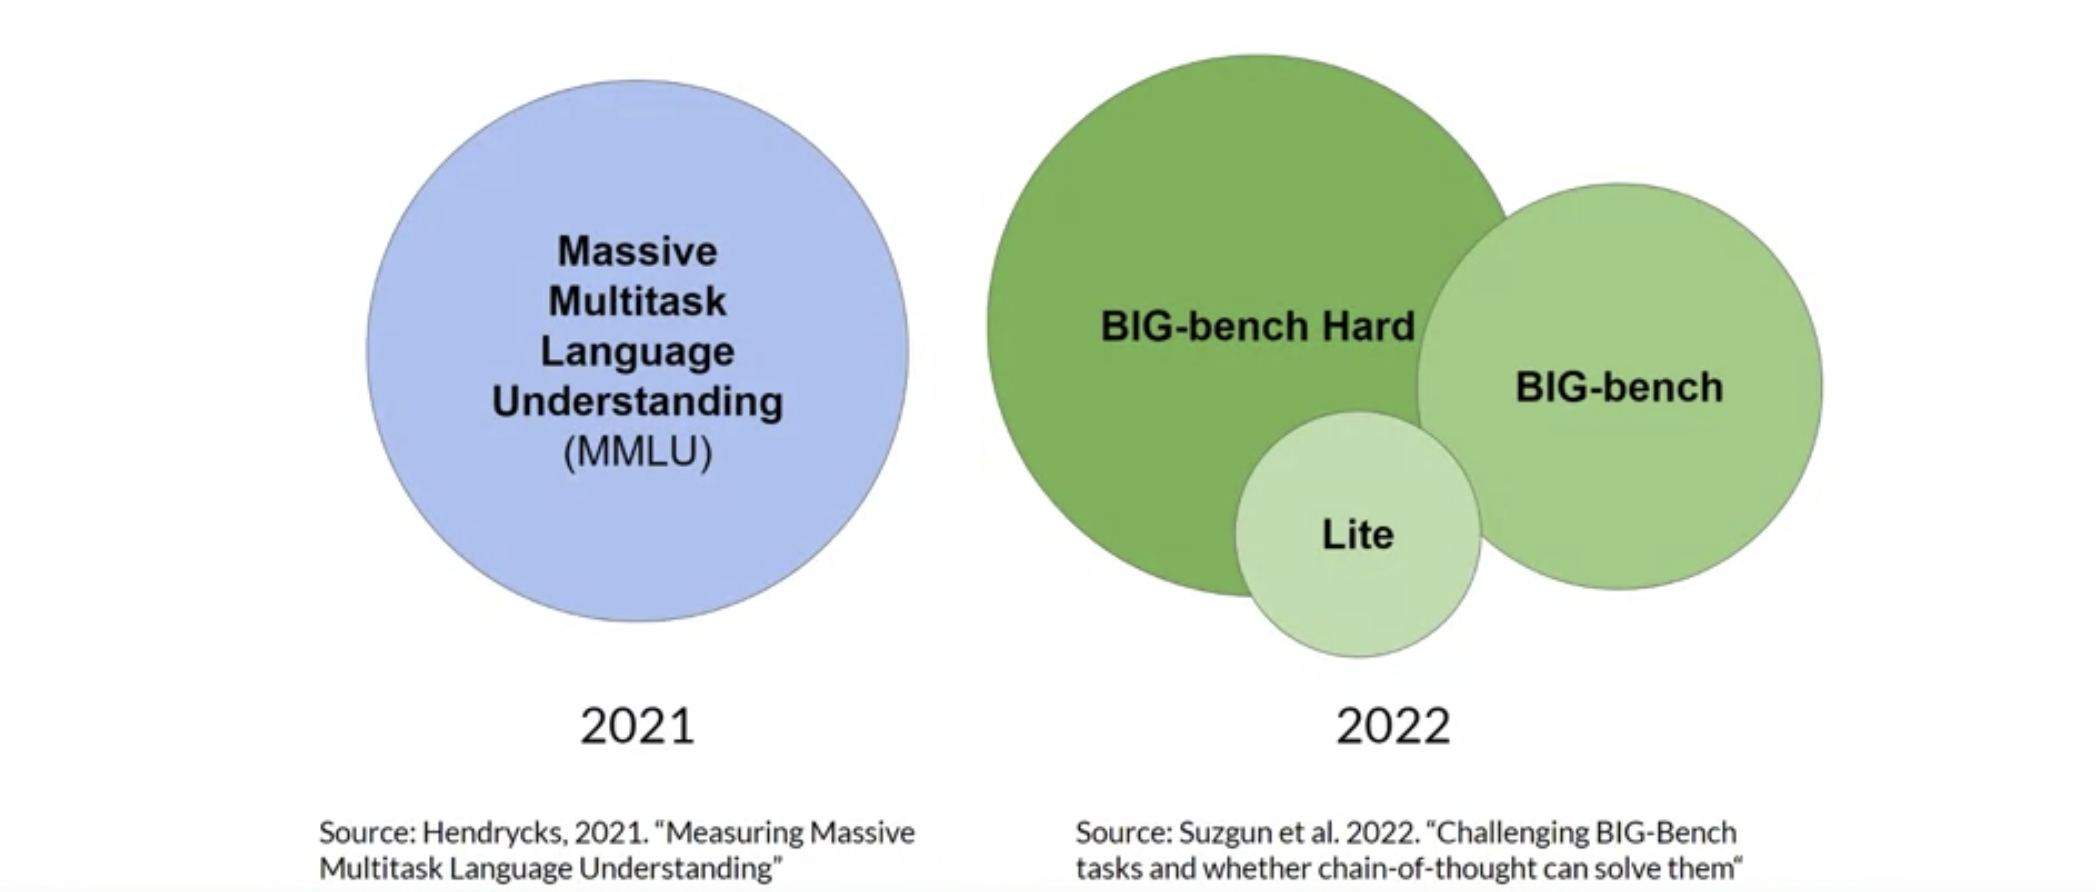 Massive
Multitask
Language
Understanding
(MMLU)
BIG-bench Hard
BIG-bench
Lite
2021
2022
Source: Hendrycks, 2021. “Measuring Massive
Multitask Language Understanding”
Source: Suzgun et al. 2022. “Challenging BIG-Bench
tasks and whether chain-of-thought can solve them“